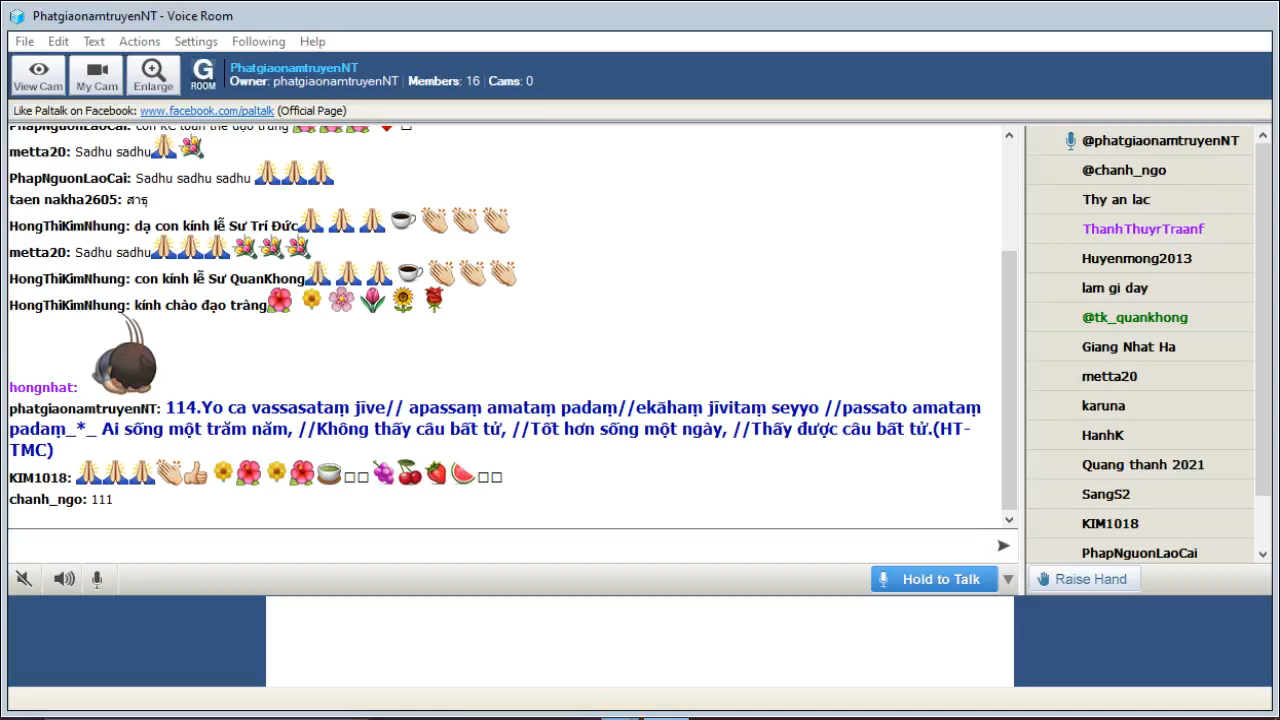 PhatgiaonamtruyenNT - Voice Room
File Edit Text Actions Settings Following Help
View Cam My Cam Enlarge G ROOM
PhatgiaonamtruyenNT
Owner: phatgiaonamtruyenNT Members: 16 Cams: 0
Like Paltalk on Facebook: www.facebook.com/paltalk (Official Page)
PhapNguonLaoCai: con KC toàn thể đạo tràng
metta20: Sadhu sadhu
PhapNguonLaoCai: Sadhu sadhu sadhu
taen nakha2605: สาธุ
HongThiKimNhung: dạ con kính lễ Sư Trí Đức
metta20: Sadhu sadhu
HongThiKimNhung: con kính lễ Sư QuanKhong
HongThiKimNhung: kính chào đạo tràng
hongnhat:
phatgiaonamtruyenNT: 114.Yo ca vassasataṃ jīve// apassaṃ amataṃ padaṃ//ekāhaṃ jīvitaṃ seyyo //passato amataṃ
padaṃ_*_ Ai sống một trăm năm, //Không thấy câu bất tử, //Tốt hơn sống một ngày, //Thấy được câu bất tử.(HT-
TMC)
KIM1018:
chanh_ngo: 111
Hold to Talk
@phatgiaonamtruyenNT
@chanh_ngo
Thy an lac
ThanhThuyrTraanf
Huyenmong2013
lam gi day
@tk_quankhong
Giang Nhat Ha
metta20
karuna
HanhK
Quang thanh 2021
SangS2
KIM1018
PhapNguonLaoCai
Raise Hand